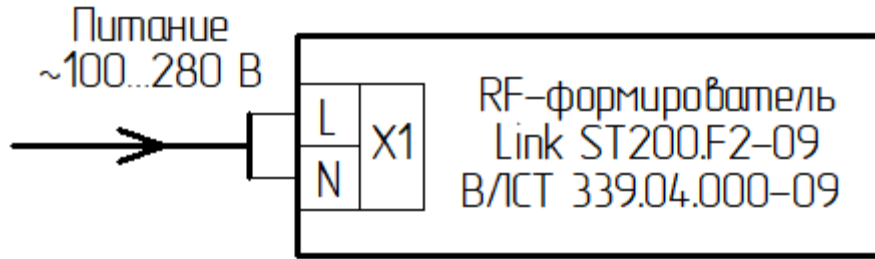 Питание
~100...280 В
L
N
X1
RF-формирователь
Link ST200.F2-09
ВЛСТ 339.04.000-09